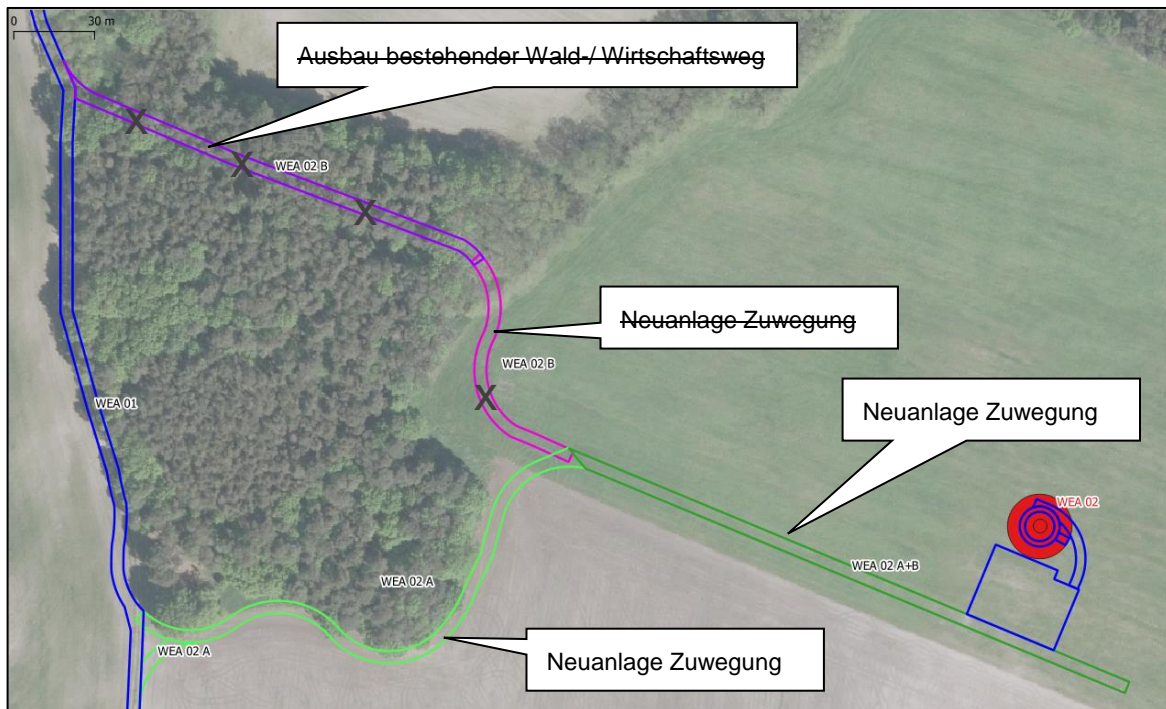 0 30 m
Ausbau bestehender Wald-/ Wirtschaftsweg
X
X
WEA 02 B
X
Neuanlage Zuwegung
WEA 02 B
X
WEA 01
Neuanlage Zuwegung
WEA 02
WEA 02 A+B
WEA 02 A
WEA 02 A
Neuanlage Zuwegung